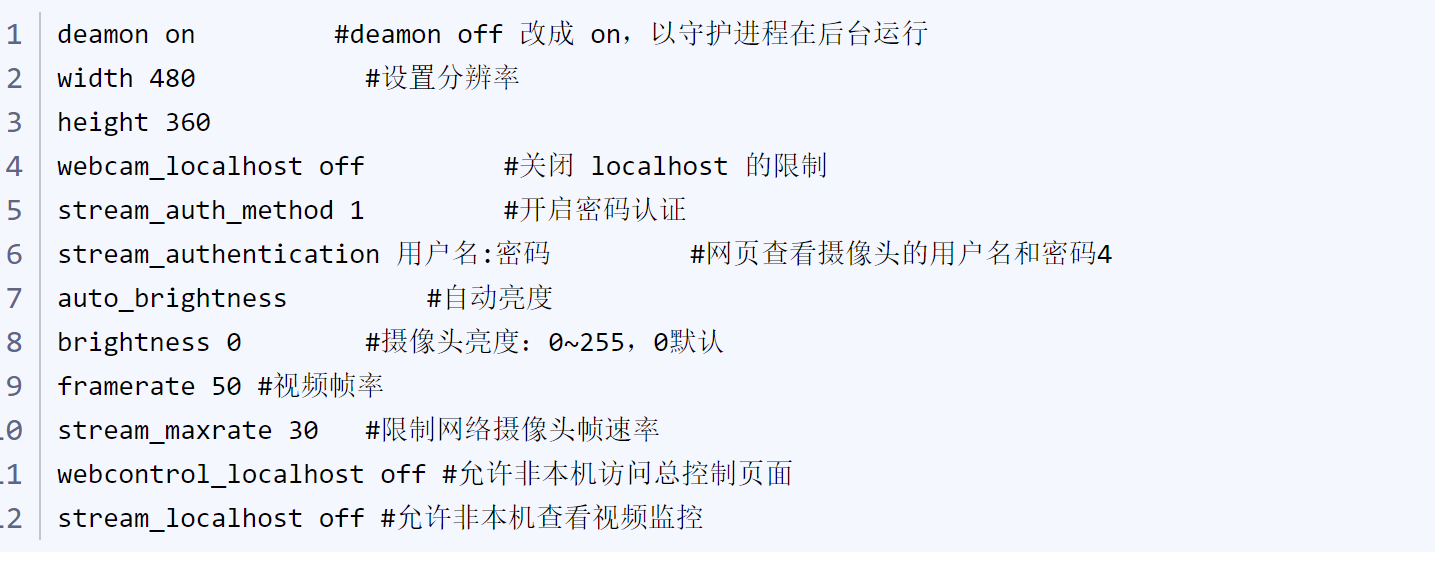 1 deamon on #deamon off 改成 on，以守护进程在后台运行
2 width 480 #设置分辨率
3 height 360
4 webcam_localhost off #关闭 localhost 的限制
5 stream_auth_method 1 #开启密码认证
6 stream_authentication 用户名:密码 #网页查看摄像头的用户名和密码4
7 auto_brightness #自动亮度
8 brightness 0 #摄像头亮度：0~255，0默认
9 framerate 50 #视频帧率
10 stream_maxrate 30 #限制网络摄像头帧速率
11 webcontrol_localhost off #允许非本机访问总控制页面
12 stream_localhost off #允许非本机查看视频监控